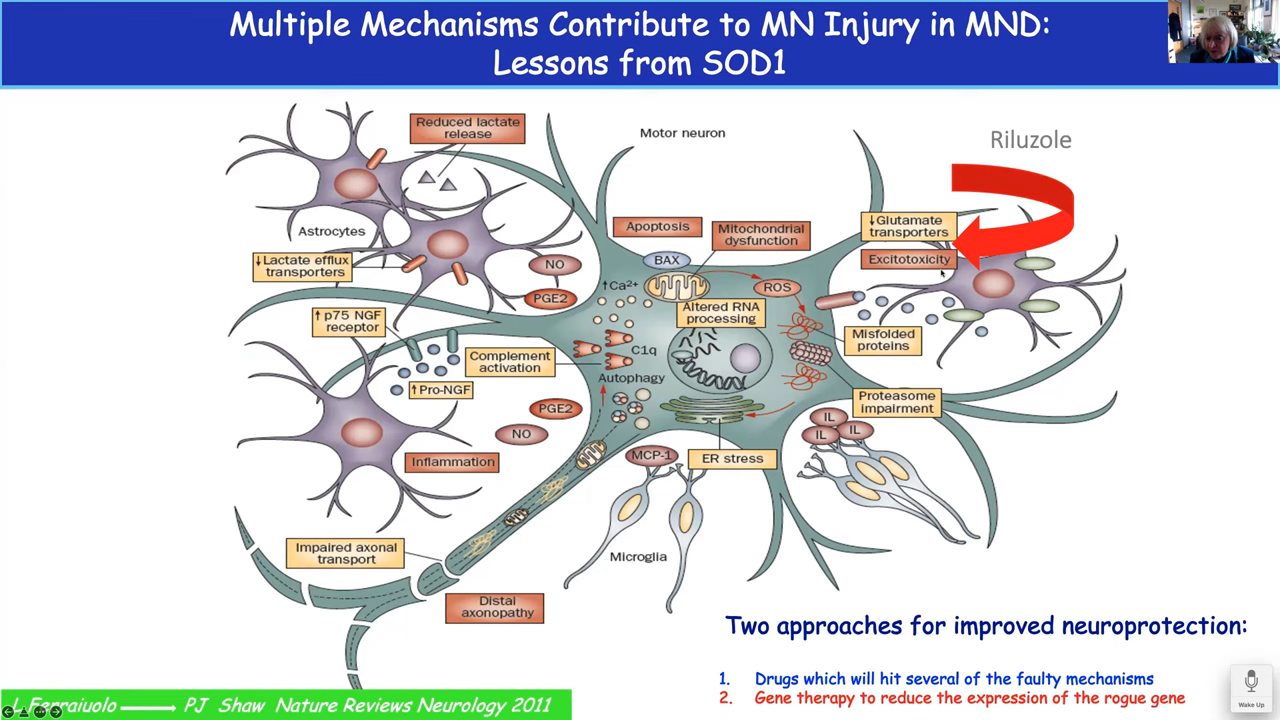 Multiple Mechanisms Contribute to MN Injury in MND:
Lessons from SOD1
Reduced lactate
release
Motor neuron
Riluzole
Astrocytes
Apoptosis
Mitochondrial
dysfunction
↓Glutamate
transporters
Excitotoxicity
↓Lactate efflux
transporters
NO
BAX
↑Ca²⁺
ROS
PGE2
Altered RNA
processing
↑p75 NGF
receptor
Misfolded
proteins
Complement
activation
C1q
Autophagy
↑Pro-NGF
Proteasome
impairment
PGE2
NO
IL
IL
IL
Inflammation
MCP-1
ER stress
Impaired axonal
transport
Microglia
Distal
axonopathy
Two approaches for improved neuroprotection:
1. Drugs which will hit several of the faulty mechanisms
2. Gene therapy to reduce the expression of the rogue gene
L Ferraiuolo → PJ Shaw Nature Reviews Neurology 2011
Wake Up